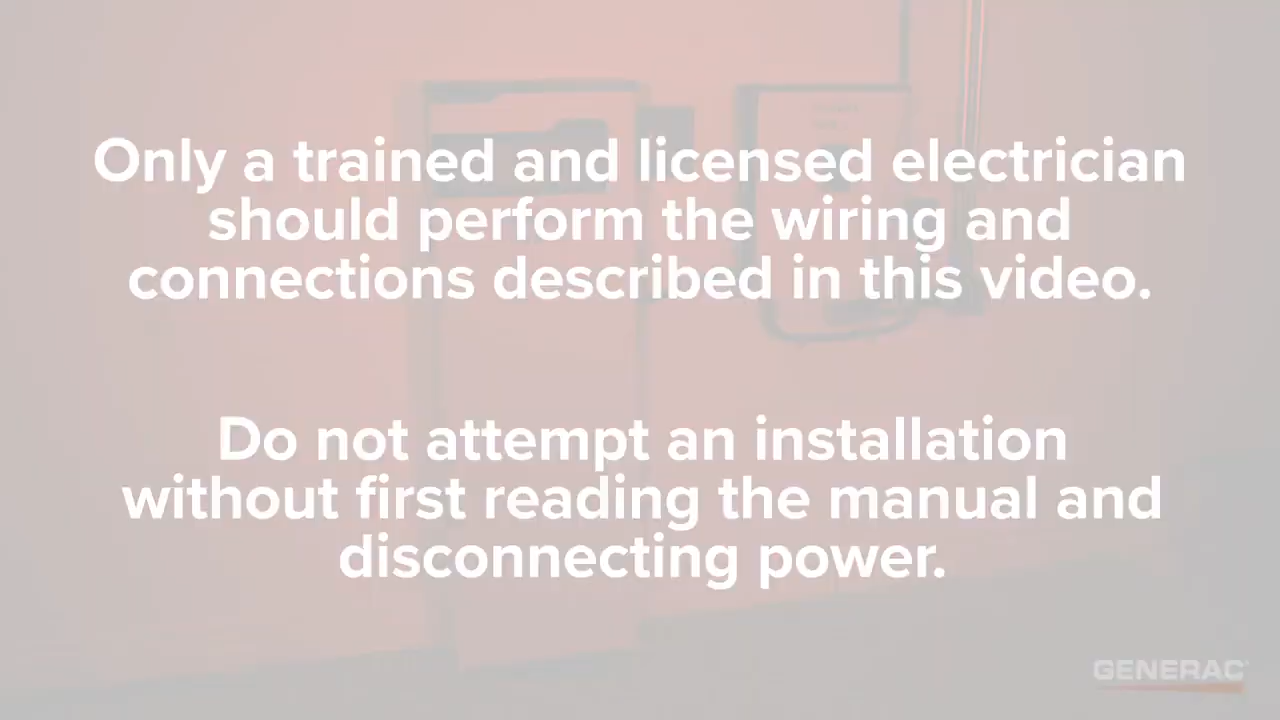 Only a trained and licensed electrician
should perform the wiring and
connections described in this video.
Do not attempt an installation
without first reading the manual and
disconnecting power.
GENERAC